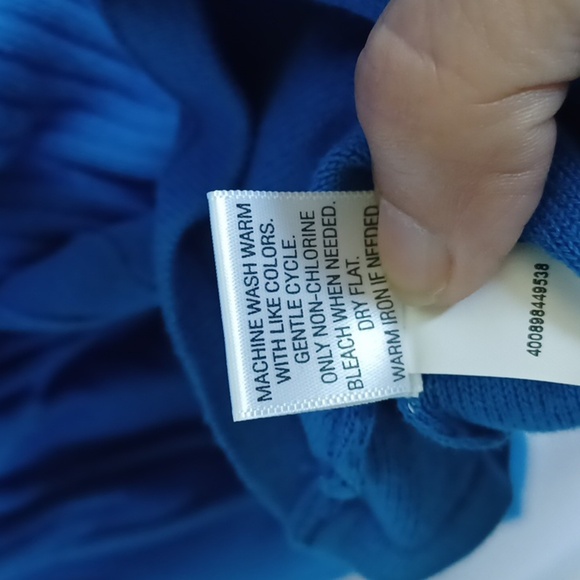 MACHINE WASH WARM
WITH LIKE COLORS.
GENTLE CYCLE.
ONLY NON-CHLORINE
BLEACH WHEN NEEDED.
DRY FLAT.
WARM IRON IF NEEDED
400898449538